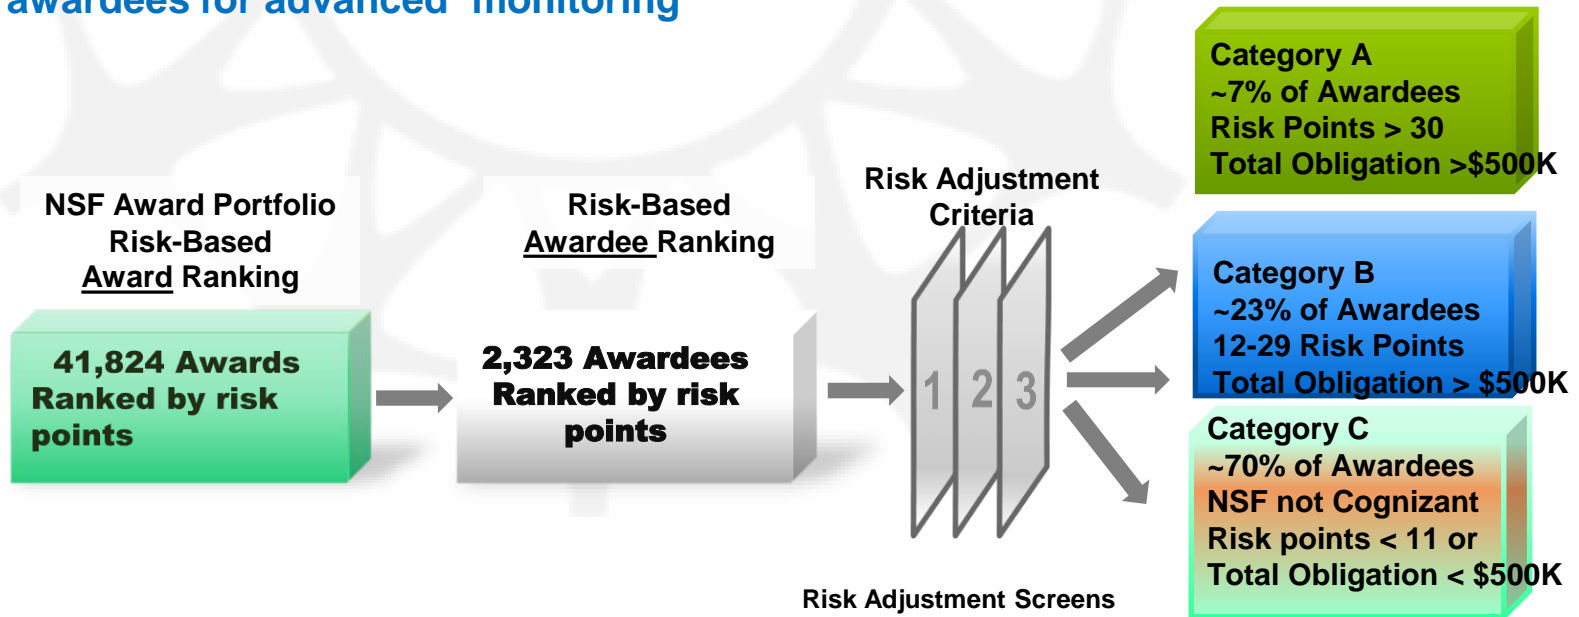 awardees for advanced monitoring
NSF Award Portfolio
Risk-Based
Award Ranking
41,824 Awards
Ranked by risk
points
Risk-Based
Awardee Ranking
2,323 Awardees
Ranked by risk
points
Risk Adjustment
Criteria
1 2 3
Risk Adjustment Screens
Category A
~7% of Awardees
Risk Points > 30
Total Obligation >$500K
Category B
~23% of Awardees
12-29 Risk Points
Total Obligation > $500K
Category C
~70% of Awardees
NSF not Cognizant
Risk points < 11 or
Total Obligation < $500K